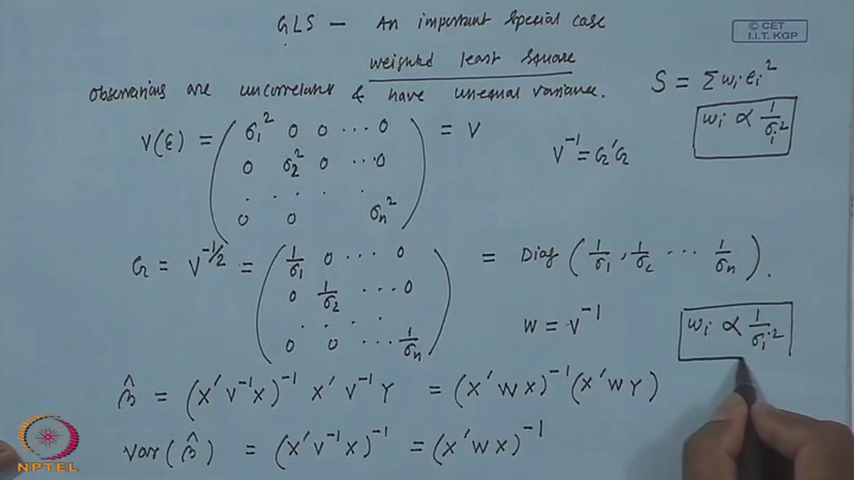 GLS — An important special case
© CET
I.I.T. KGP
weighted least square
observations are uncorrelated & have unequal variance.
S = Σ wᵢ eᵢ²
wᵢ ∝ 1/σᵢ²
V(ε) = ( σ₁² 0 0 ⋯ 0
0 σ₂² 0 ⋯ 0
⋮
0 0 σₙ² ) = V
V⁻¹ = G'G
G = V^(-1/2) = ( 1/σ₁ 0 ⋯ 0
0 1/σ₂ ⋯ 0
⋮
0 0 ⋯ 1/σₙ ) = Diag ( 1/σ₁, 1/σ₂ ⋯ 1/σₙ ).
W = V⁻¹
wᵢ ∝ 1/σᵢ²
β̂ = (X'V⁻¹X)⁻¹ X'V⁻¹Y = (X'WX)⁻¹(X'WY)
Var(β̂) = (X'V⁻¹X)⁻¹ = (X'WX)⁻¹
NPTEL